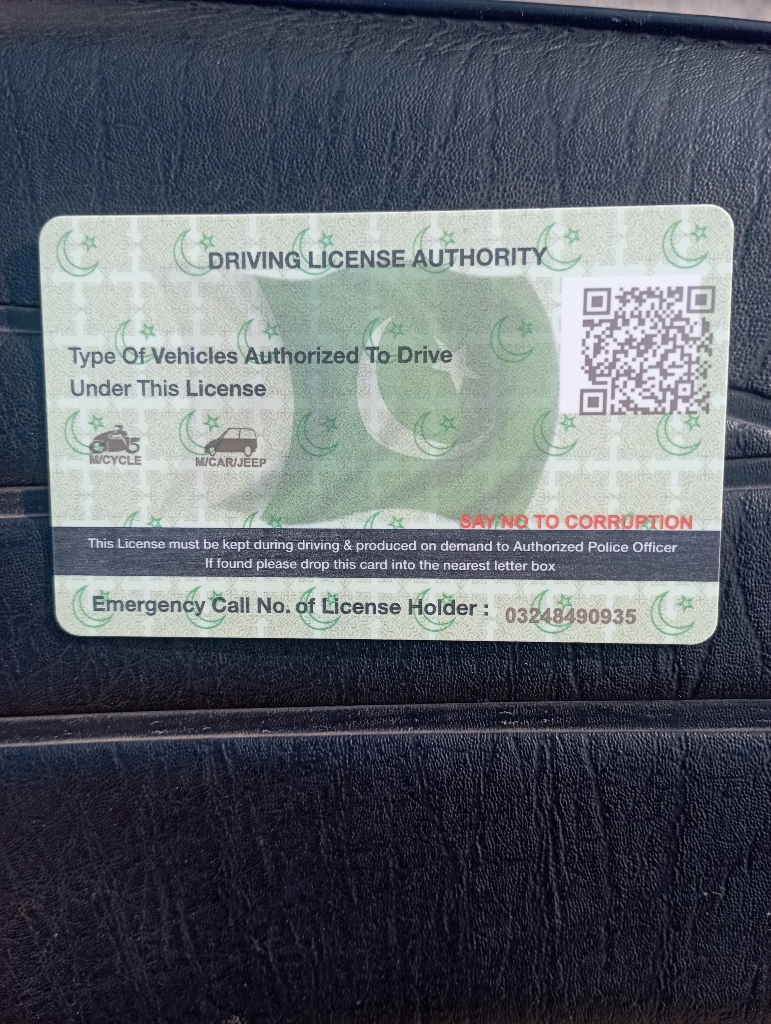 DRIVING LICENSE AUTHORITY
Type Of Vehicles Authorized To Drive
Under This License
M/CYCLE M/CAR/JEEP
SAY NO TO CORRUPTION
This License must be kept during driving & produced on demand to Authorized Police Officer
If found please drop this card into the nearest letter box
Emergency Call No. of License Holder : 03248490935